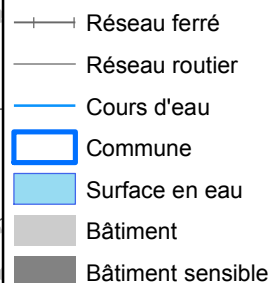 Réseau ferré
Réseau routier
Cours d'eau
Commune
Surface en eau
Bâtiment
Bâtiment sensible